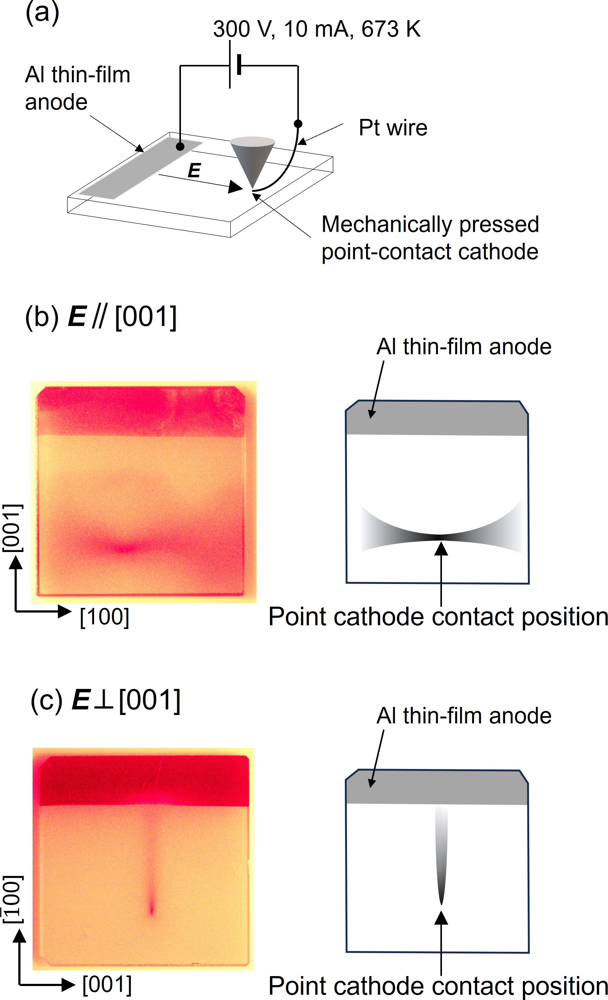 (a)
300 V, 10 mA, 673 K
Al thin-film
anode
Pt wire
E
Mechanically pressed
point-contact cathode
(b) E // [001]
Al thin-film anode
[001]
[100]
Point cathode contact position
(c) E ⊥ [001]
Al thin-film anode
[1̅00]
[001]
Point cathode contact position